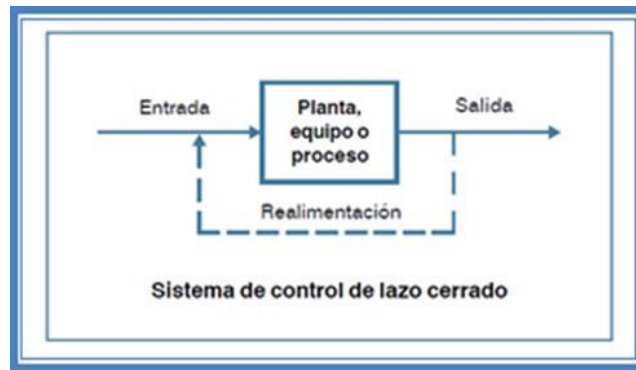 Entrada
Planta,
equipo o
proceso
Salida
Realimentación
Sistema de control de lazo cerrado